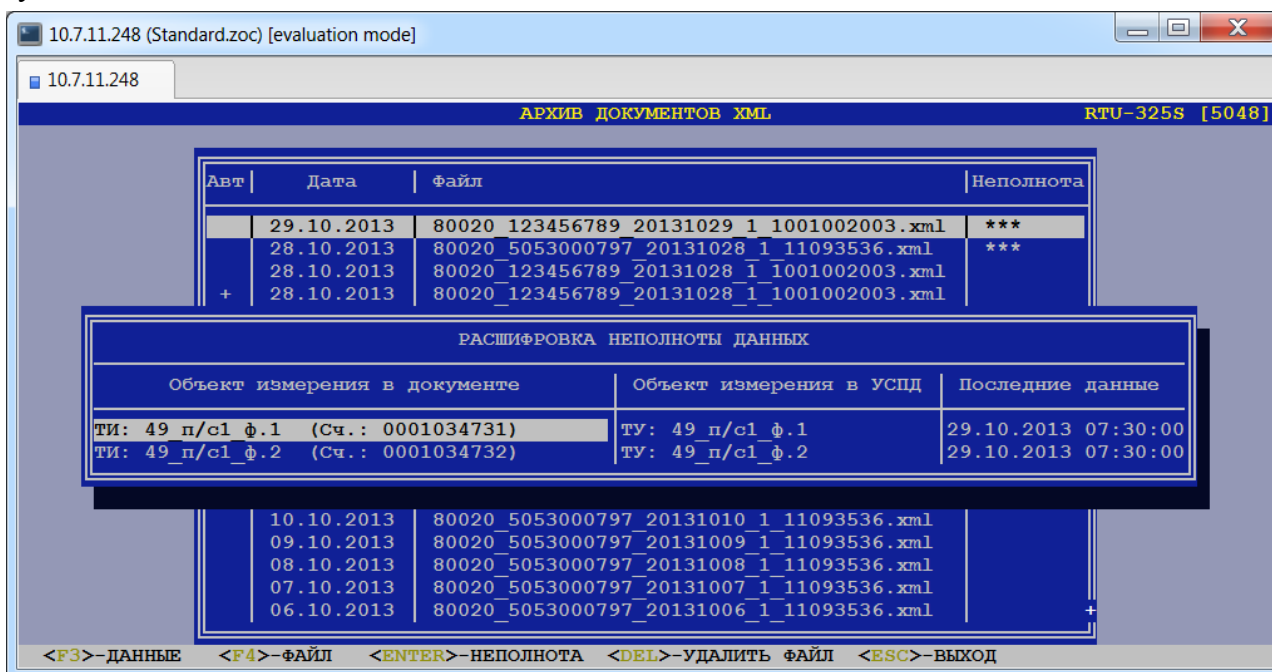 10.7.11.248 (Standard.zoc) [evaluation mode]
10.7.11.248
АРХИВ ДОКУМЕНТОВ XML RTU-325S [5048]
Авт Дата Файл Неполнота
29.10.2013 80020_123456789_20131029_1_1001002003.xml ***
28.10.2013 80020_5053000797_20131028_1_11093536.xml ***
28.10.2013 80020_123456789_20131028_1_1001002003.xml
+ 28.10.2013 80020_123456789_20131028_1_1001002003.xml
РАСШИФРОВКА НЕПОЛНОТЫ ДАННЫХ
Объект измерения в документе Объект измерения в УСПД Последние данные
ТИ: 49_п/с1_ф.1 (Сч.: 0001034731) ТУ: 49_п/с1_ф.1 29.10.2013 07:30:00
ТИ: 49_п/с1_ф.2 (Сч.: 0001034732) ТУ: 49_п/с1_ф.2 29.10.2013 07:30:00
10.10.2013 80020_5053000797_20131010_1_11093536.xml
09.10.2013 80020_5053000797_20131009_1_11093536.xml
08.10.2013 80020_5053000797_20131008_1_11093536.xml
07.10.2013 80020_5053000797_20131007_1_11093536.xml
06.10.2013 80020_5053000797_20131006_1_11093536.xml +
<F3>-ДАННЫЕ <F4>-ФАЙЛ <ENTER>-НЕПОЛНОТА <DEL>-УДАЛИТЬ ФАЙЛ <ESC>-ВЫХОД